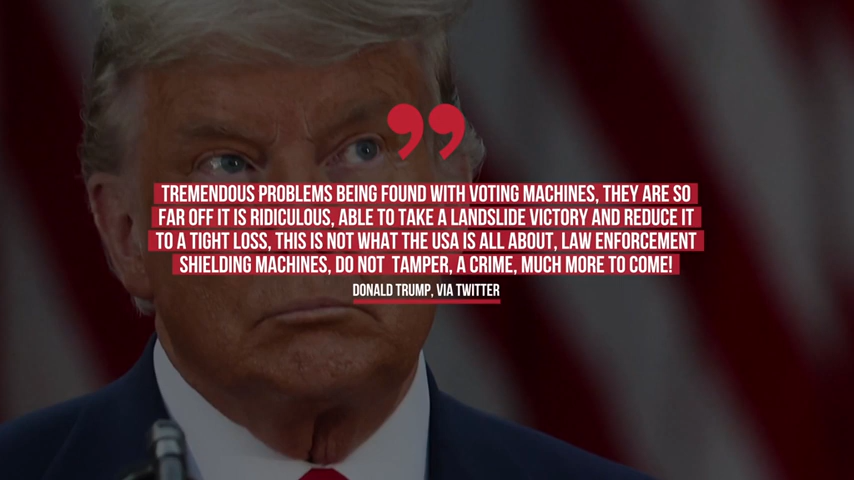 ”
TREMENDOUS PROBLEMS BEING FOUND WITH VOTING MACHINES, THEY ARE SO
FAR OFF IT IS RIDICULOUS, ABLE TO TAKE A LANDSLIDE VICTORY AND REDUCE IT
TO A TIGHT LOSS, THIS IS NOT WHAT THE USA IS ALL ABOUT, LAW ENFORCEMENT
SHIELDING MACHINES, DO NOT TAMPER, A CRIME, MUCH MORE TO COME!
DONALD TRUMP, VIA TWITTER